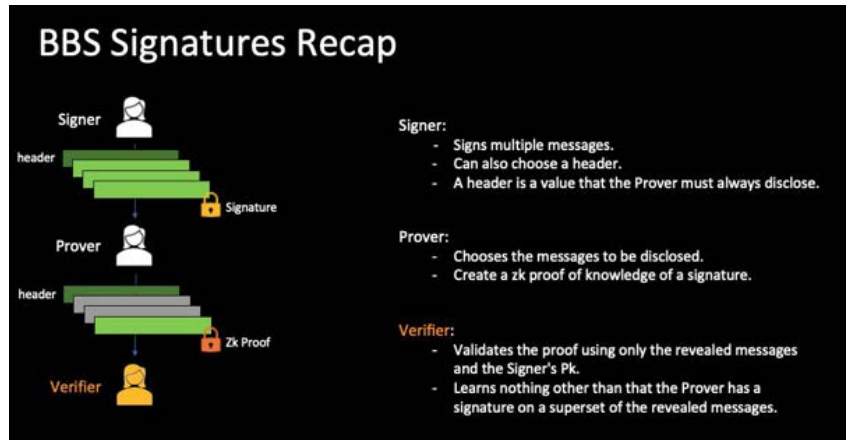 BBS Signatures Recap
Signer
header
Signature
Prover
header
Zk Proof
Verifier
Signer:
- Signs multiple messages.
- Can also choose a header.
- A header is a value that the Prover must always disclose.
Prover:
- Chooses the messages to be disclosed.
- Create a zk proof of knowledge of a signature.
Verifier:
- Validates the proof using only the revealed messages
and the Signer's Pk.
- Learns nothing other than that the Prover has a
signature on a superset of the revealed messages.